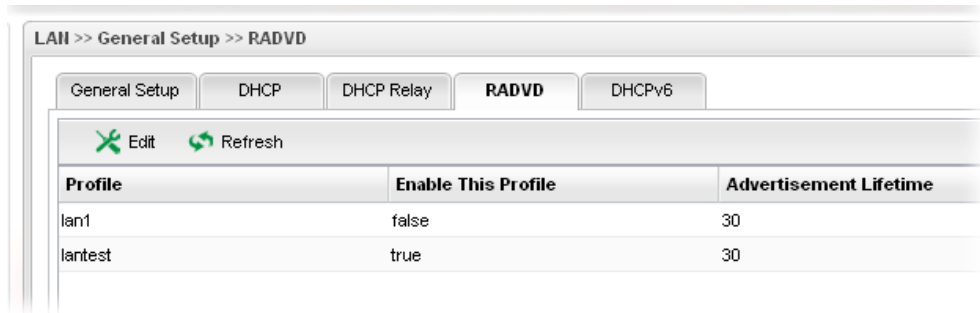 LAN >> General Setup >> RADVD
General Setup DHCP DHCP Relay RADVD DHCPv6
Edit Refresh
Profile Enable This Profile Advertisement Lifetime
lan1 false 30
lantest true 30